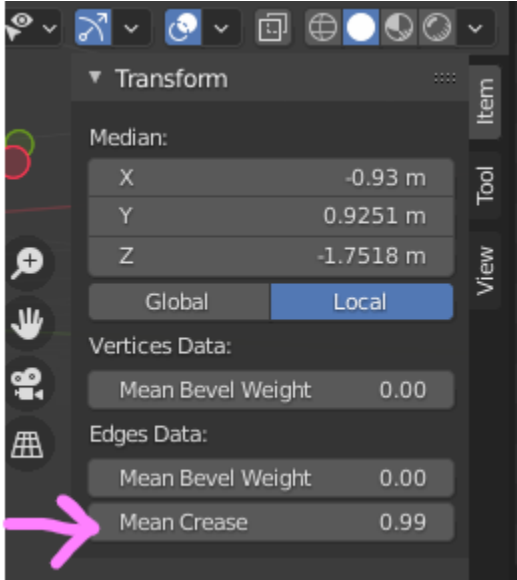 Transform
Item
Median:
X -0.93 m
Tool
Y 0.9251 m
Z -1.7518 m
View
Global Local
Vertices Data:
Mean Bevel Weight 0.00
Edges Data:
Mean Bevel Weight 0.00
Mean Crease 0.99